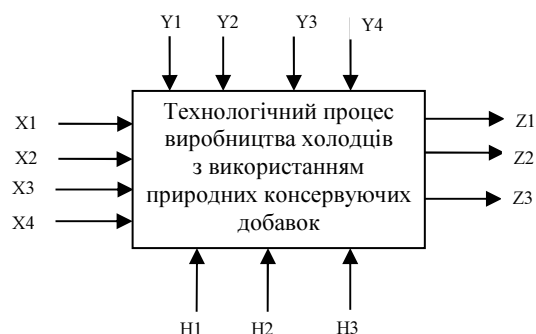 Y1 Y2 Y3 Y4
X1
X2
X3
X4
Технологічний процес
виробництва холодців
з використанням
природних консервуючих
добавок
Z1
Z2
Z3
H1 H2 H3